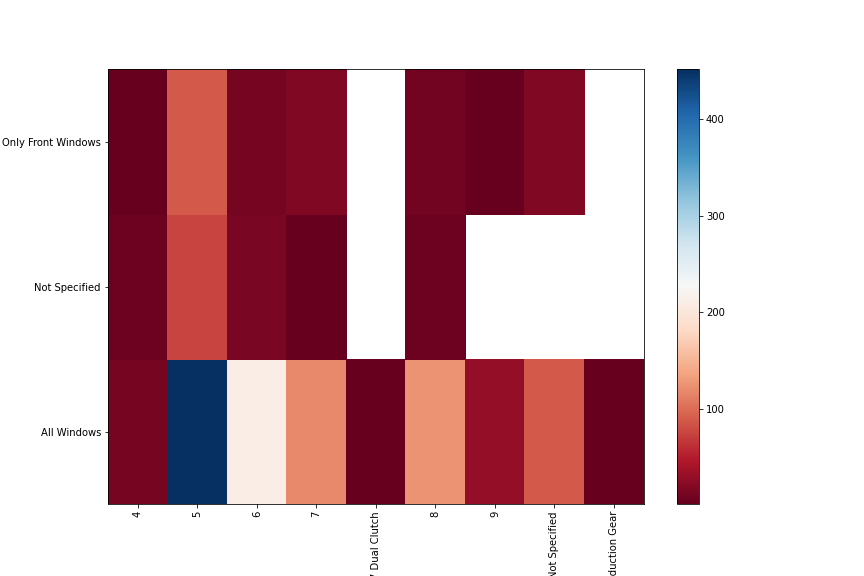 Only Front Windows
Not Specified
All Windows
4
5
6
7
7 Dual Clutch
8
9
Not Specified
duction Gear
400
300
200
100